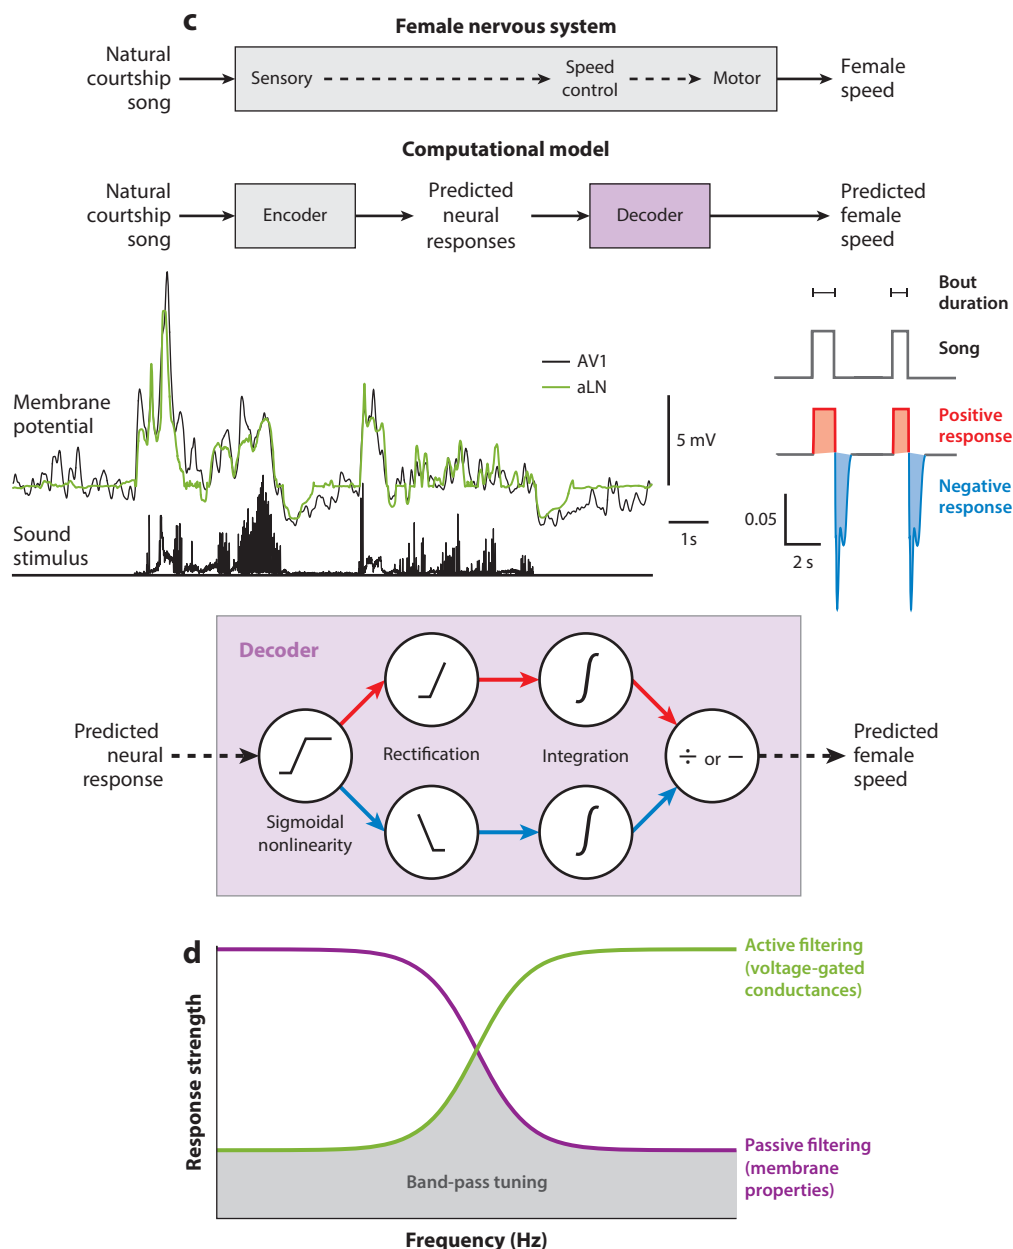 c
Female nervous system
Natural
courtship
song
Sensory
Speed
control
Motor
Female
speed
Computational model
Natural
courtship
song
Encoder
Predicted
neural
responses
Decoder
Predicted
female
speed
Membrane
potential
AV1
aLN
5 mV
1s
Sound
stimulus
Bout
duration
Song
Positive
response
Negative
response
0.05
2 s
Decoder
Predicted
neural
response
Sigmoidal
nonlinearity
Rectification
Integration
÷ or −
Predicted
female
speed
d
Response strength
Active filtering
(voltage-gated
conductances)
Passive filtering
(membrane
properties)
Band-pass tuning
Frequency (Hz)